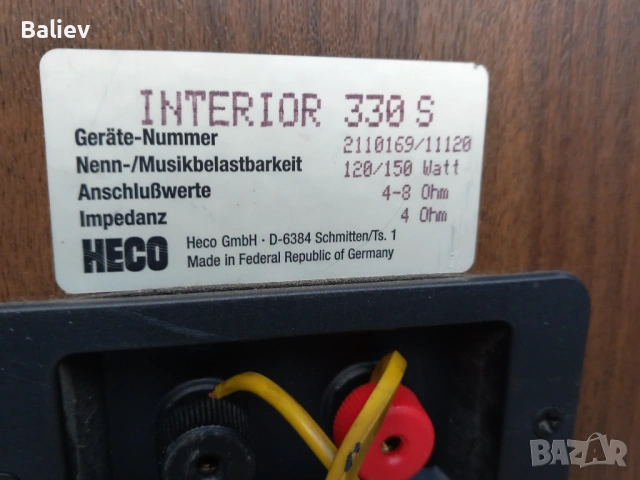 Baliev
INTERIOR 330 S
Geräte-Nummer 2110169/11120
Nenn-/Musikbelastbarkeit 120/150 Watt
Anschlußwerte 4-8 Ohm
Impedanz 4 Ohm
HECO Heco GmbH · D-6384 Schmitten/Ts. 1
Made in Federal Republic of Germany
BAZAR